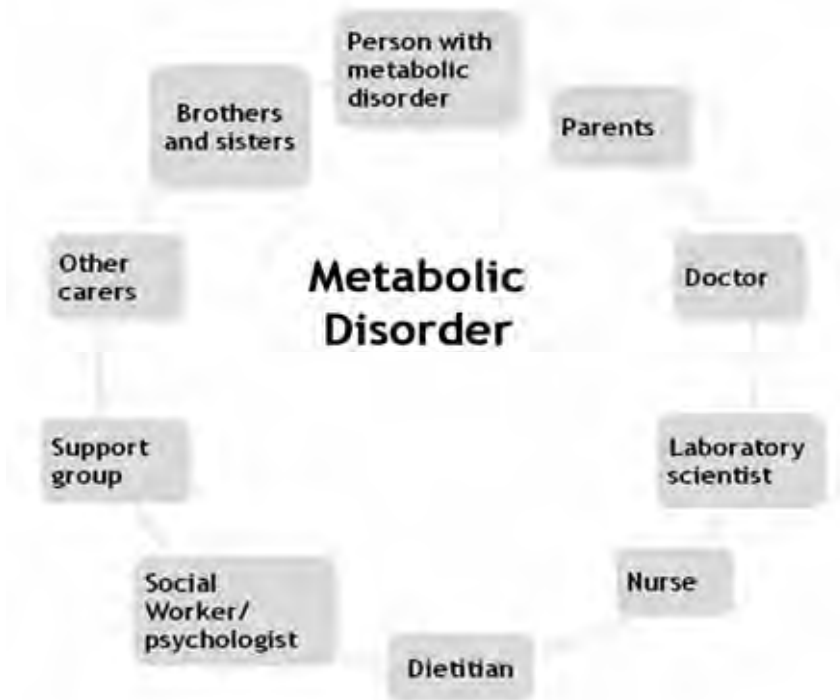 Person with
metabolic
disorder
Parents
Doctor
Laboratory
scientist
Nurse
Dietitian
Social
Worker/
psychologist
Support
group
Other
carers
Brothers
and sisters
Metabolic
Disorder